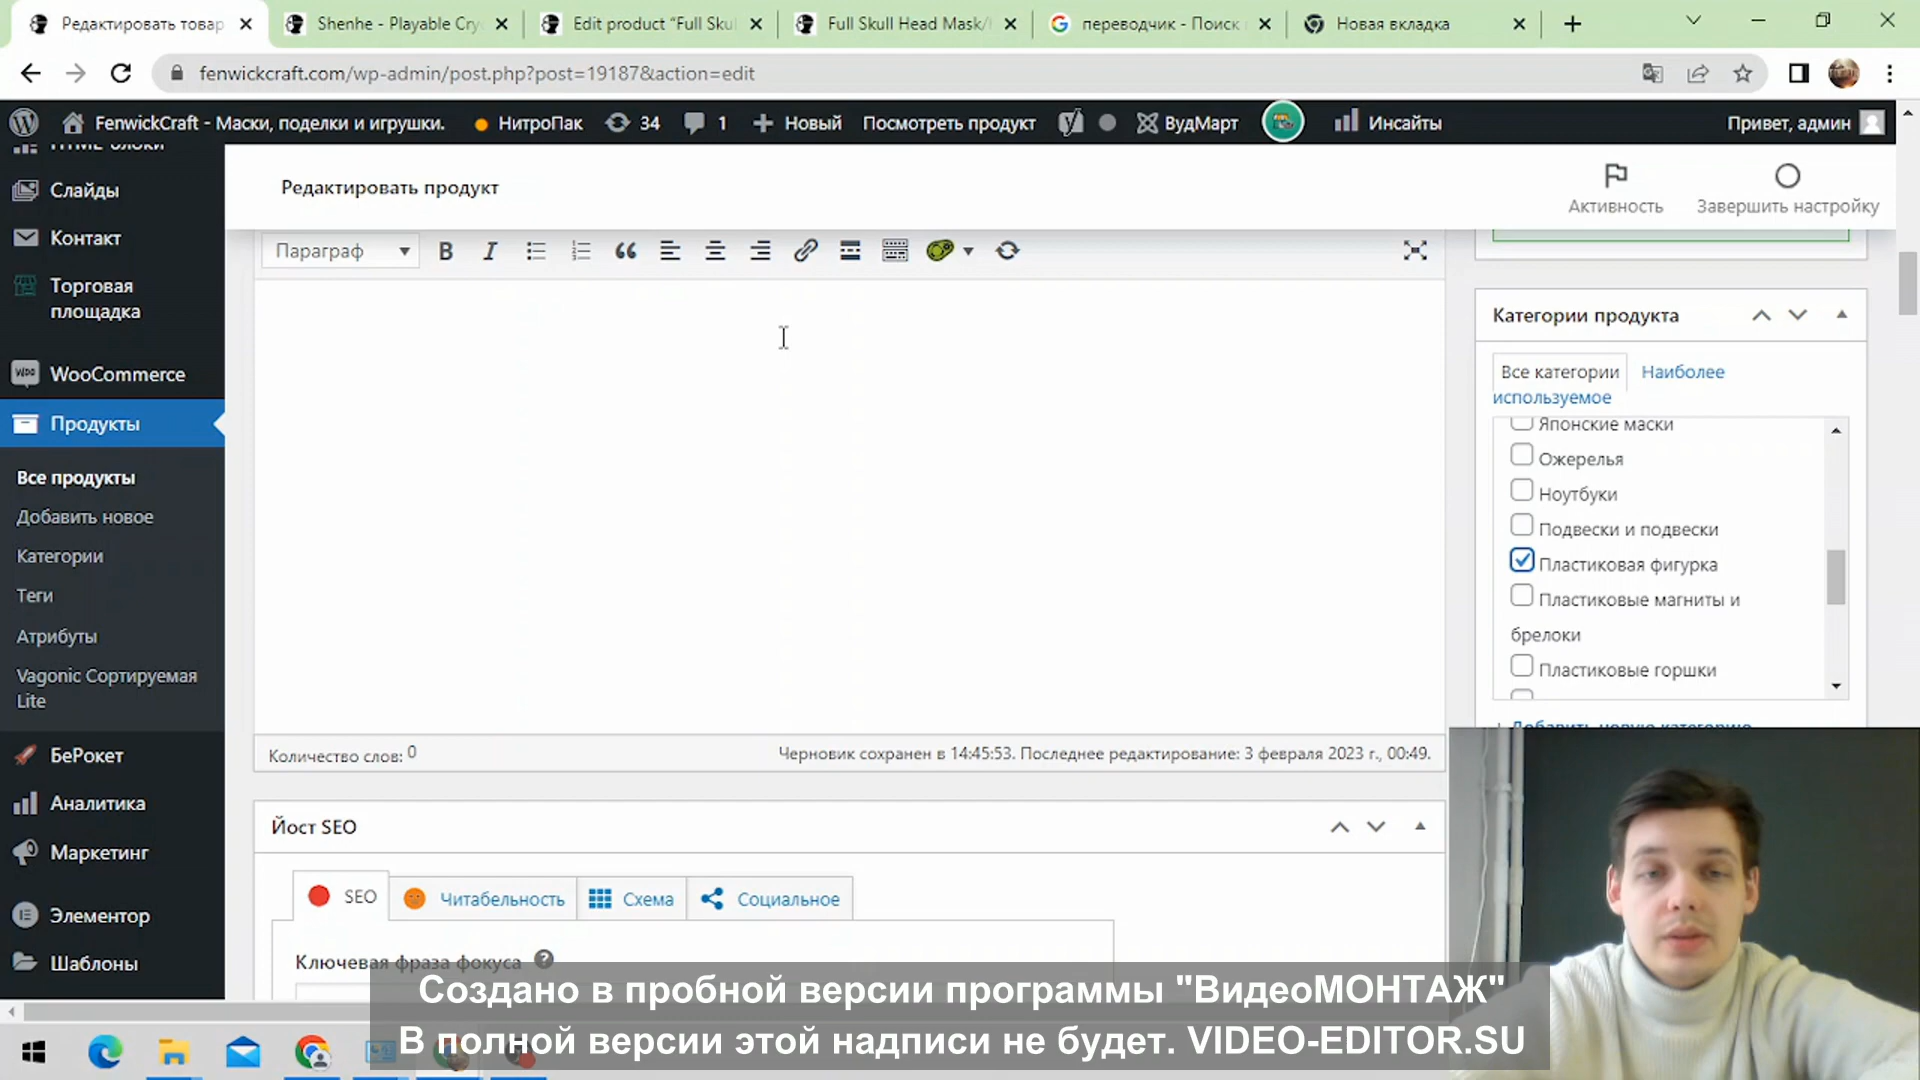 Редактировать товар
Shenhe - Playable Cry
Edit product “Full Skul
Full Skull Head Mask/
переводчик - Поиск
Новая вкладка
fenwickcraft.com/wp-admin/post.php?post=19187&action=edit
FenwickCraft - Маски, поделки и игрушки.
НитроПак
34
1
Новый
Посмотреть продукт
ВудМарт
Инсайты
Привет, админ
HTML-блоки
Слайды
Контакт
Торговая
площадка
WooCommerce
Продукты
Все продукты
Добавить новое
Категории
Теги
Атрибуты
Vagonic Сортируемая
Lite
БеРокет
Аналитика
Маркетинг
Элементор
Шаблоны
Редактировать продукт
Активность
Завершить настройку
Параграф
Количество слов: 0
Черновик сохранен в 14:45:53. Последнее редактирование: 3 февраля 2023 г., 00:49.
Йост SEO
SEO
Читабельность
Схема
Социальное
Ключевая фраза фокуса
Категории продукта
Все категории
Наиболее
используемое
Японские маски
Ожерелья
Ноутбуки
Подвески и подвески
Пластиковая фигурка
Пластиковые магниты и
брелоки
Пластиковые горшки
+ Добавить новую категорию
Создано в пробной версии программы "ВидеоМОНТАЖ"
В полной версии этой надписи не будет. VIDEO-EDITOR.SU